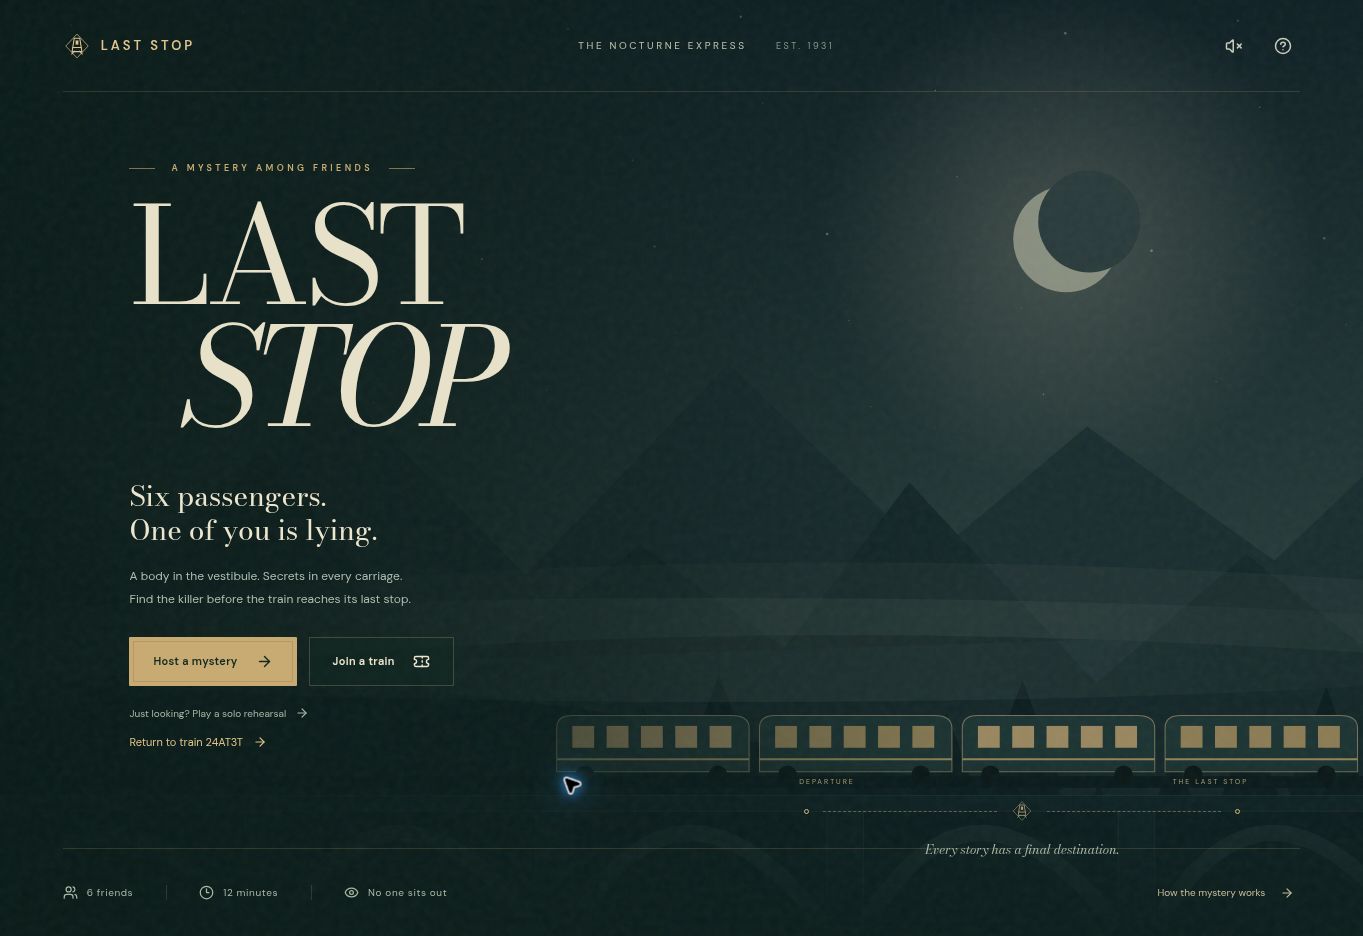 LAST STOP
THE NOCTURNE EXPRESS EST. 1931
A MYSTERY AMONG FRIENDS
LAST
STOP
Six passengers.
One of you is lying.
A body in the vestibule. Secrets in every carriage.
Find the killer before the train reaches its last stop.
Host a mystery
Join a train
Just looking? Play a solo rehearsal
Return to train 24AT3T
DEPARTURE
THE LAST STOP
Every story has a final destination.
6 friends
12 minutes
No one sits out
How the mystery works